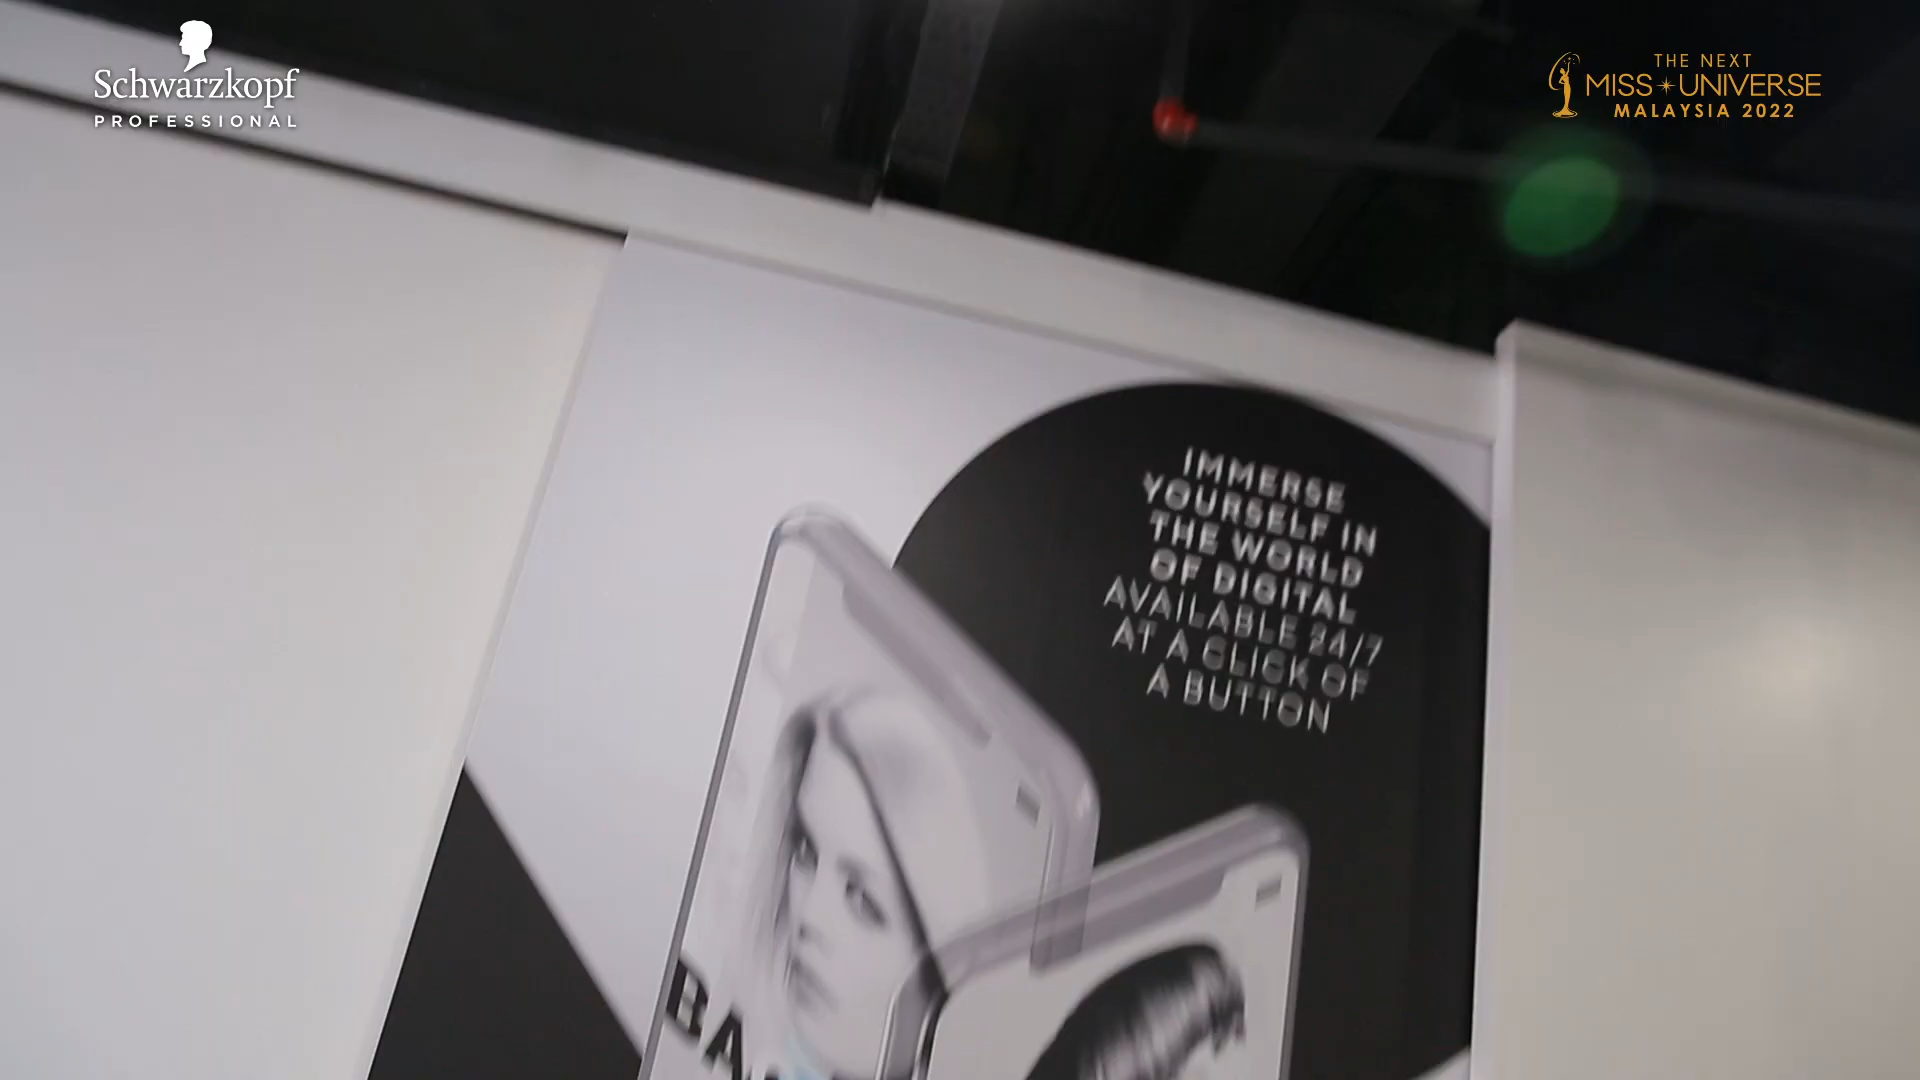 Schwarzkopf
PROFESSIONAL
THE NEXT
MISS UNIVERSE
MALAYSIA 2022
IMMERSE
YOURSELF IN
THE WORLD
OF DIGITAL
AVAILABLE 24/7
AT A CLICK OF
A BUTTON
BA